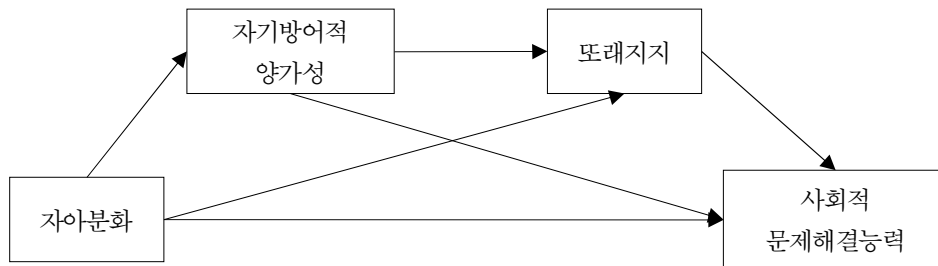 자기방어적
양가성
또래지지
자아분화
사회적
문제해결능력